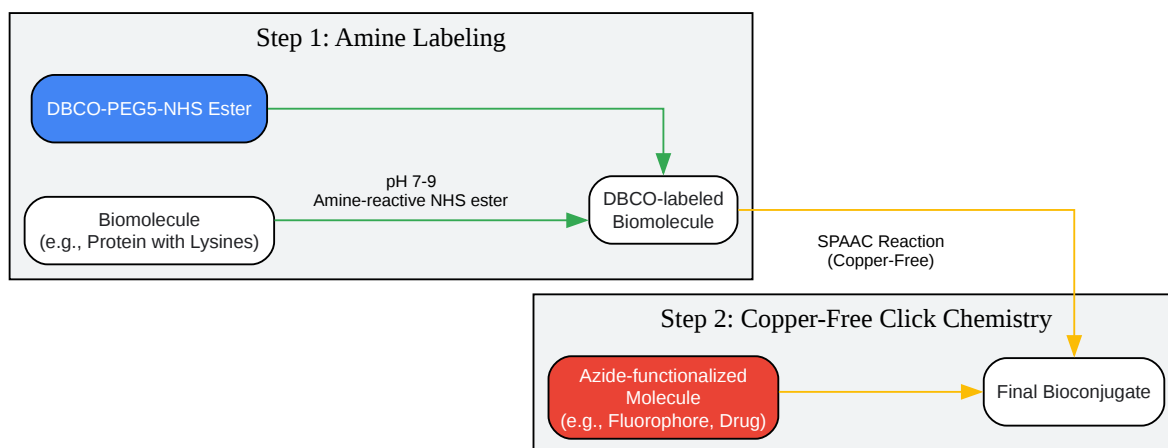 Step 1: Amine Labeling
DBCO-PEG5-NHS Ester
pH 7-9
Amine-reactive NHS ester
Biomolecule
(e.g., Protein with Lysines)
DBCO-labeled
Biomolecule
SPAAC Reaction
(Copper-Free)
Step 2: Copper-Free Click Chemistry
Azide-functionalized
Molecule
(e.g., Fluorophore, Drug)
Final Bioconjugate